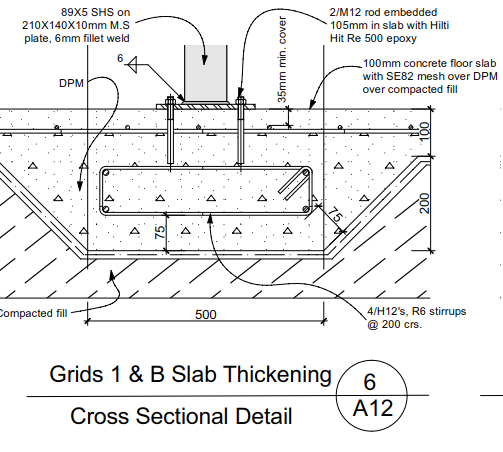 89X5 SHS on
210X140X10mm M.S
plate, 6mm fillet weld
2/M12 rod embedded
105mm in slab with Hilti
Hit Re 500 epoxy
35mm min. cover
6
100mm concrete floor slab
with SE82 mesh over DPM
over compacted fill
DPM
100
200
75
75
Compacted fill
500
4/H12's, R6 stirrups
@ 200 crs.
Grids 1 & B Slab Thickening
6
Cross Sectional Detail
A12